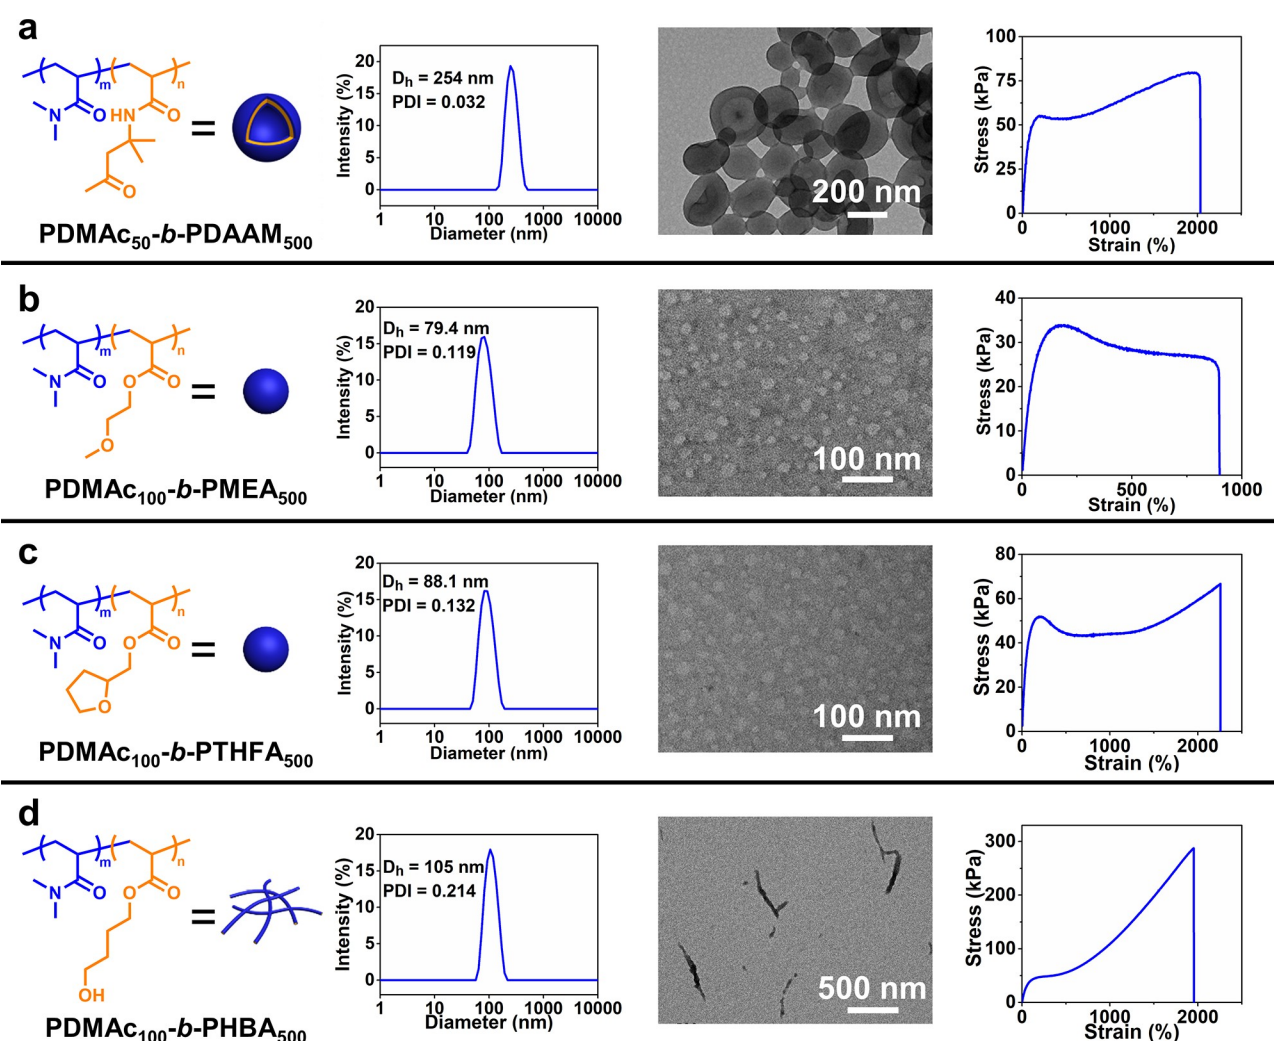 a
m
n
N
O
HN
O
O
=
PDMAc50-b-PDAAM500
Dh = 254 nm
PDI = 0.032
Intensity (%)
20
15
10
5
0
1 10 100 1000 10000
Diameter (nm)
200 nm
Stress (kPa)
100
75
50
25
0
0 1000 2000
Strain (%)
b
m
n
N
O
O
O
O
=
PDMAc100-b-PMEA500
Dh = 79.4 nm
PDI = 0.119
Intensity (%)
20
15
10
5
0
1 10 100 1000 10000
Diameter (nm)
100 nm
Stress (kPa)
40
30
20
10
0
0 500 1000
Strain (%)
c
m
n
N
O
O
O
O
=
PDMAc100-b-PTHFA500
Dh = 88.1 nm
PDI = 0.132
Intensity (%)
20
15
10
5
0
1 10 100 1000 10000
Diameter (nm)
100 nm
Stress (kPa)
80
60
40
20
0
0 1000 2000
Strain (%)
d
m
n
N
O
O
O
OH
=
PDMAc100-b-PHBA500
Dh = 105 nm
PDI = 0.214
Intensity (%)
20
15
10
5
0
1 10 100 1000 10000
Diameter (nm)
500 nm
Stress (kPa)
300
200
100
0
0 1000 2000
Strain (%)